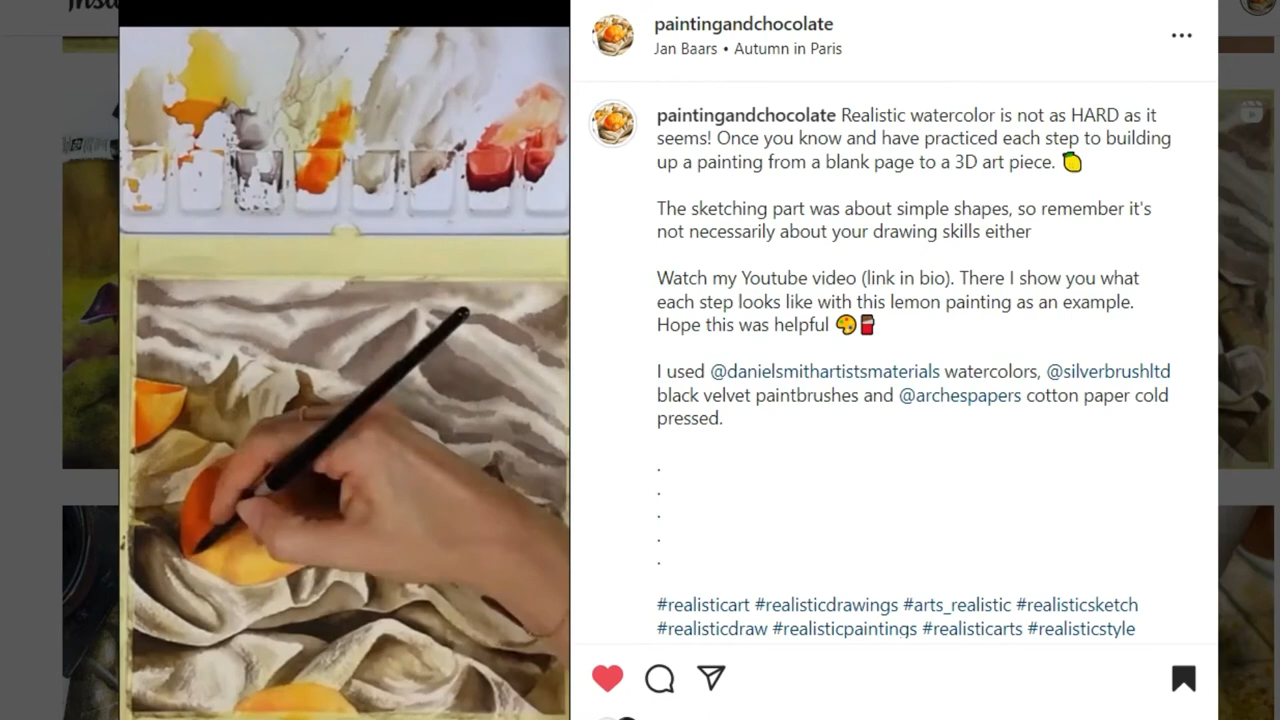 paintingandchocolate
Jan Baars • Autumn in Paris
paintingandchocolate Realistic watercolor is not as HARD as it
seems! Once you know and have practiced each step to building
up a painting from a blank page to a 3D art piece. 🍋
The sketching part was about simple shapes, so remember it's
not necessarily about your drawing skills either
Watch my Youtube video (link in bio). There I show you what
each step looks like with this lemon painting as an example.
Hope this was helpful 🎨🍫
I used @danielsmithartistsmaterials watercolors, @silverbrushltd
black velvet paintbrushes and @archespapers cotton paper cold
pressed.
.
.
.
.
.
#realisticart #realisticdrawings #arts_realistic #realisticsketch
#realisticdraw #realisticpaintings #realisticarts #realisticstyle